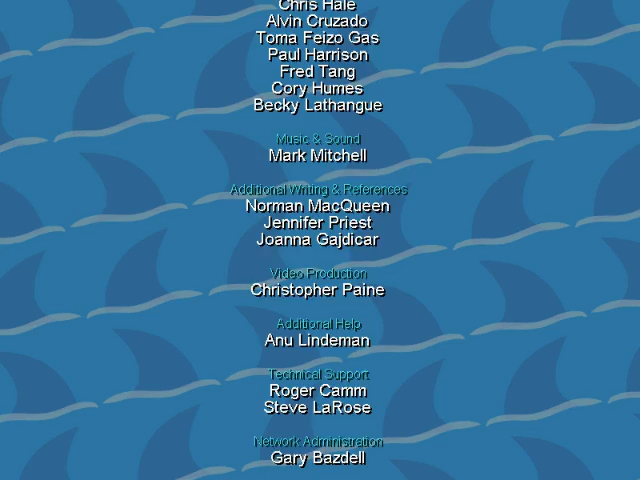 Chris Hale
Alvin Cruzado
Toma Feizo Gas
Paul Harrison
Fred Tang
Cory Humes
Becky Lathangue
Music & Sound
Mark Mitchell
Additional Writing & References
Norman MacQueen
Jennifer Priest
Joanna Gajdicar
Video Production
Christopher Paine
Additional Help
Anu Lindeman
Technical Support
Roger Camm
Steve LaRose
Network Administration
Gary Bazdell